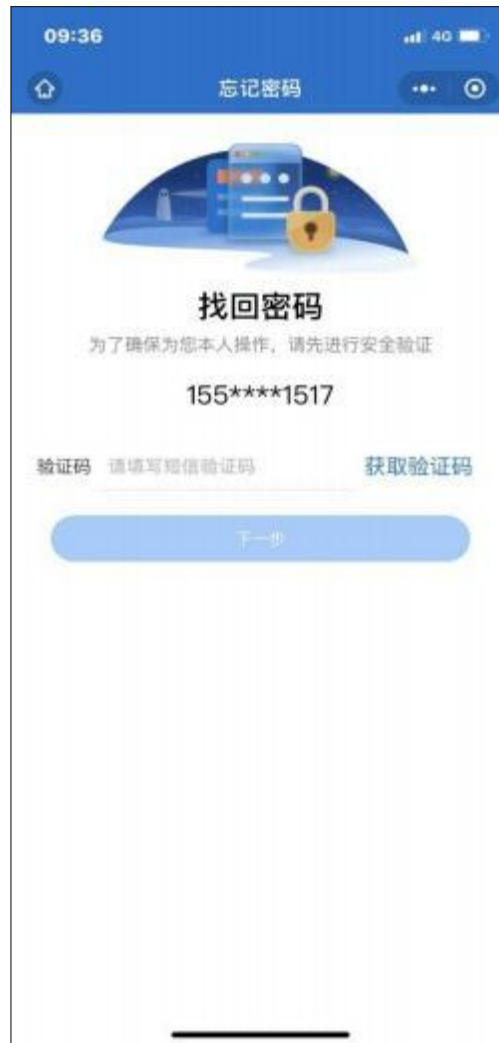 09:36
4G
忘记密码
找回密码
为了确保为您本人操作，请先进行安全验证
155****1517
验证码 请填写短信验证码 获取验证码
下一步